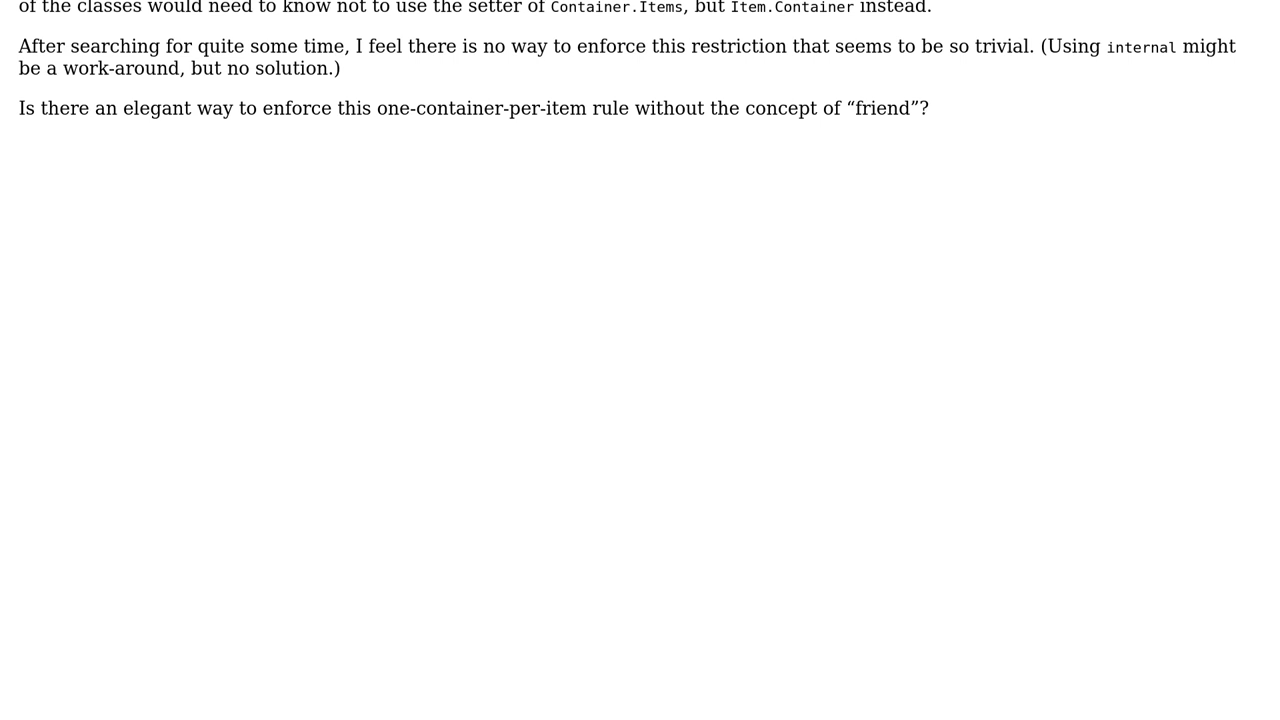 of the classes would need to know not to use the setter of Container.Items, but Item.Container instead.
After searching for quite some time, I feel there is no way to enforce this restriction that seems to be so trivial. (Using internal might
be a work-around, but no solution.)
Is there an elegant way to enforce this one-container-per-item rule without the concept of “friend”?